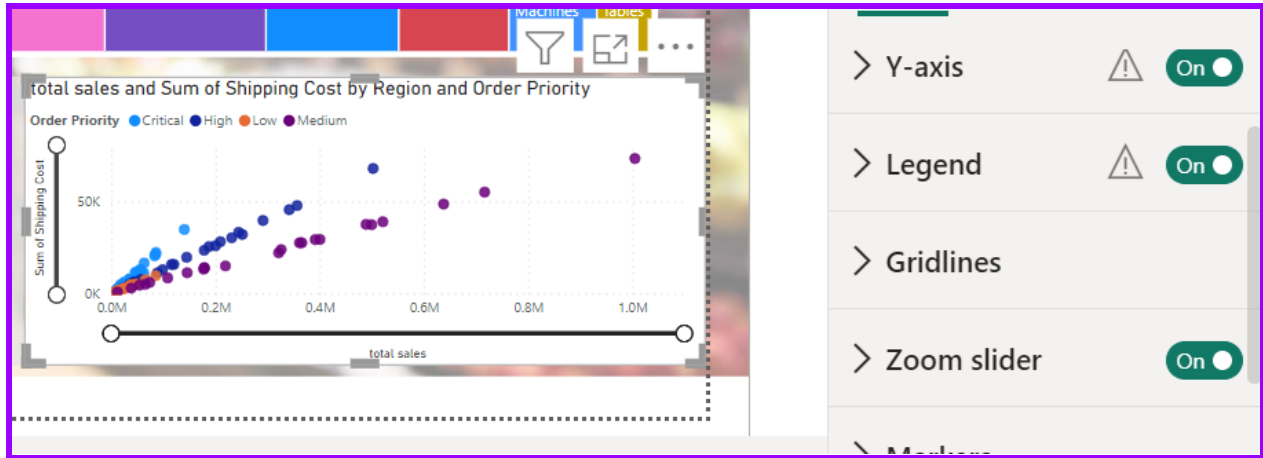 Machines Tables
total sales and Sum of Shipping Cost by Region and Order Priority
Order Priority Critical High Low Medium
Sum of Shipping Cost
50K
0K
0.0M 0.2M 0.4M 0.6M 0.8M 1.0M
total sales
Y-axis On
Legend On
Gridlines
Zoom slider On
Markers